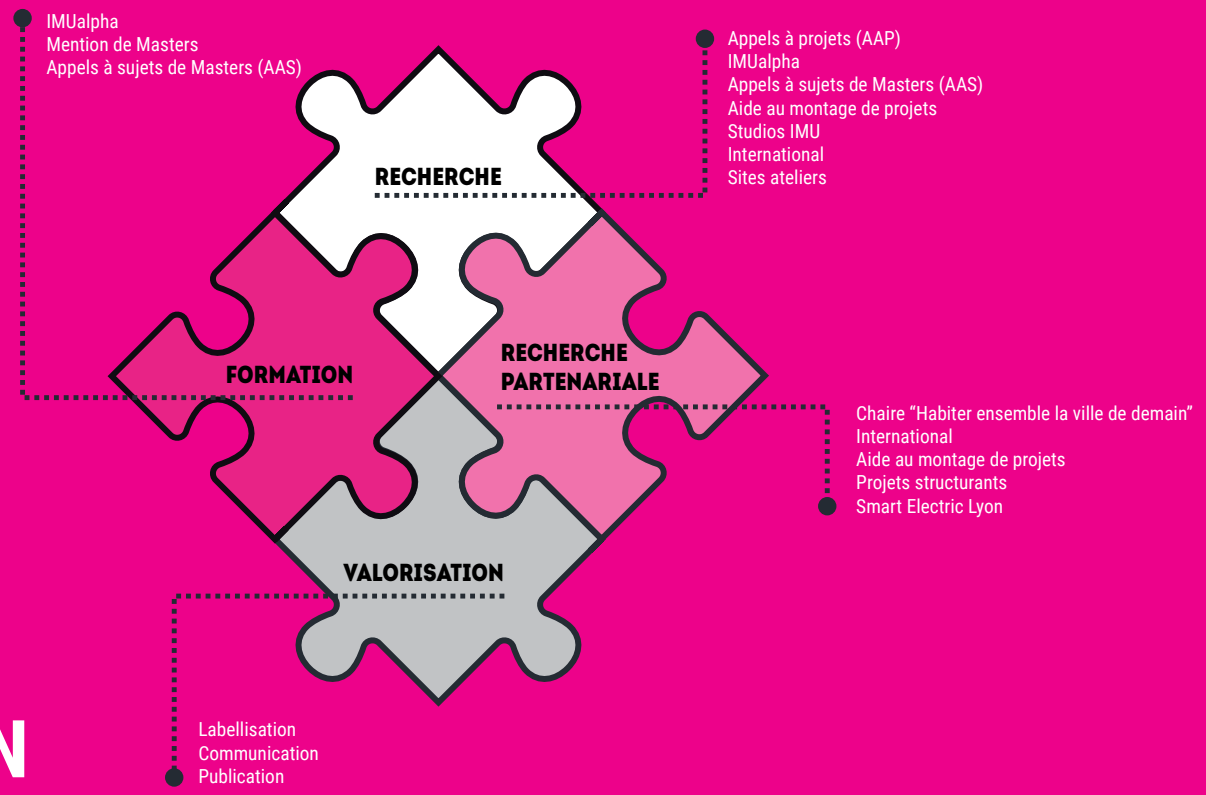 IMUalpha
Mention de Masters
Appels à sujets de Masters (AAS)
Appels à projets (AAP)
IMUalpha
Appels à sujets de Masters (AAS)
Aide au montage de projets
Studios IMU
International
Sites ateliers
RECHERCHE
FORMATION
RECHERCHE
PARTENARIALE
Chaire “Habiter ensemble la ville de demain”
International
Aide au montage de projets
Projets structurants
Smart Electric Lyon
VALORISATION
Labellisation
Communication
Publication
N